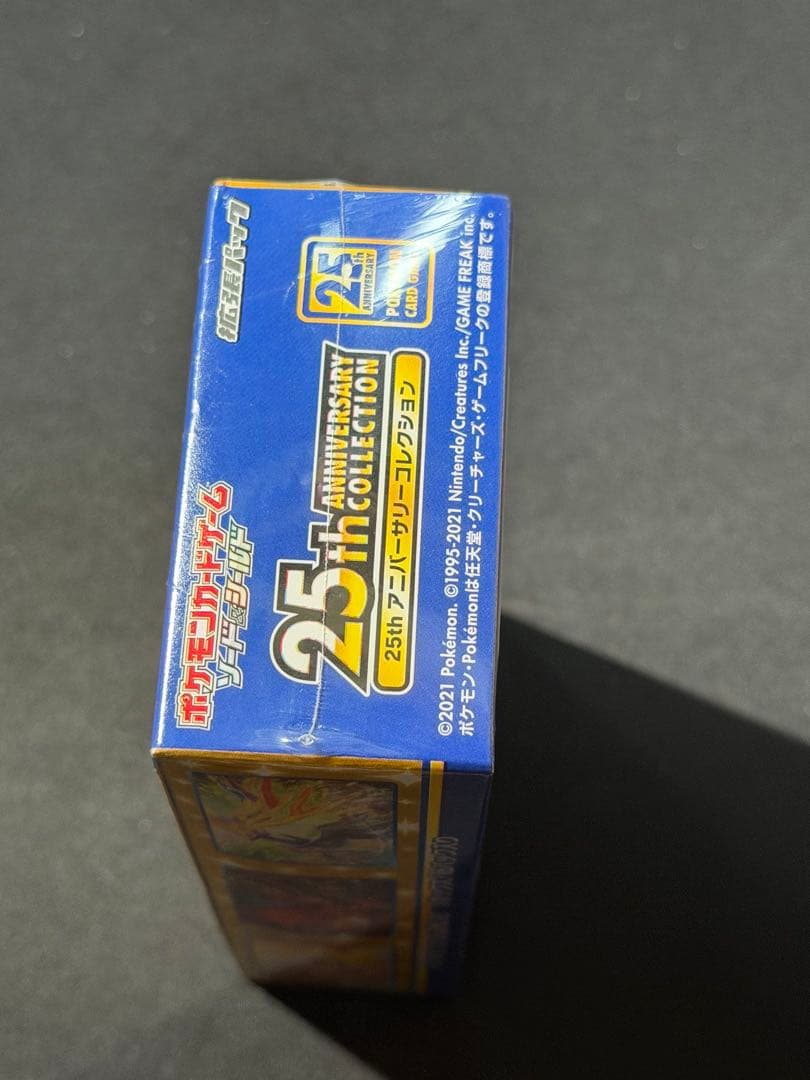 拡張パック
ポケモンカードゲーム
ソード&シールド
25th
ANNIVERSARY
COLLECTION
25th アニバーサリーコレクション
25th
ANNIVERSARY
POKÉMON
CARD GAME
©2021 Pokémon. ©1995-2021 Nintendo/Creatures Inc./GAME FREAK inc.
ポケモン・Pokémonは任天堂・クリーチャーズ・ゲームフリークの登録商標です。